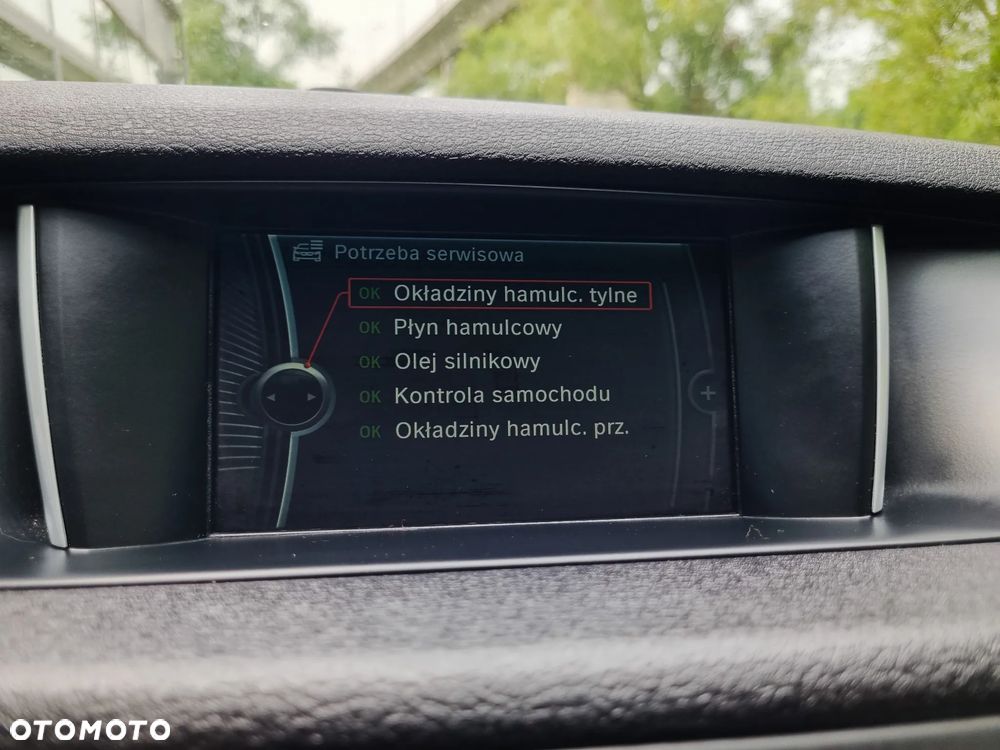 Potrzeba serwisowa
OK Okładziny hamulc. tylne
OK Płyn hamulcowy
OK Olej silnikowy
OK Kontrola samochodu
OK Okładziny hamulc. prz.
OTOMOTO